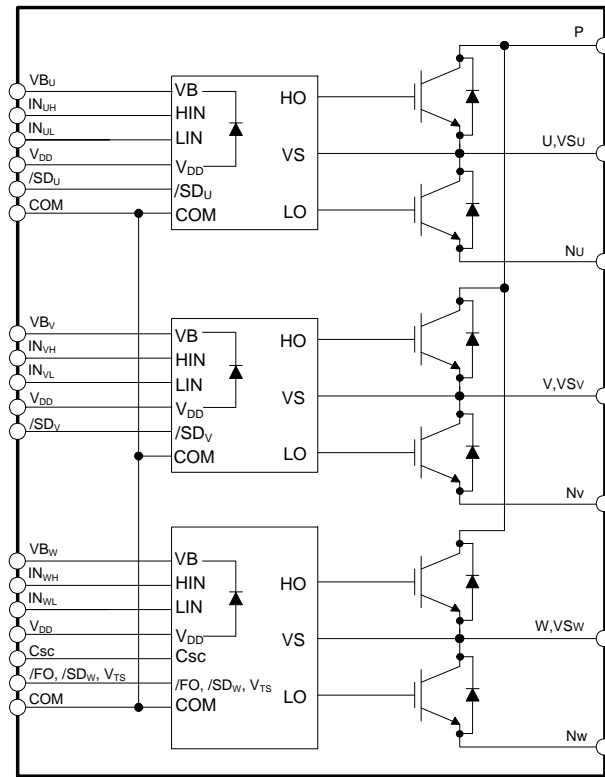 P
VBU
INUH
INUL
VDD
/SDU
COM
VB
HIN
LIN
VDD
/SDU
COM
HO
VS
LO
U,VSU
NU
VBV
INVH
INVL
VDD
/SDV
VB
HIN
LIN
VDD
/SDV
COM
HO
VS
LO
V,VSV
NV
VBW
INWH
INWL
VDD
Csc
/FO, /SDW, VTS
COM
VB
HIN
LIN
VDD
Csc
/FO, /SDW, VTS
COM
HO
VS
LO
W,VSW
NW